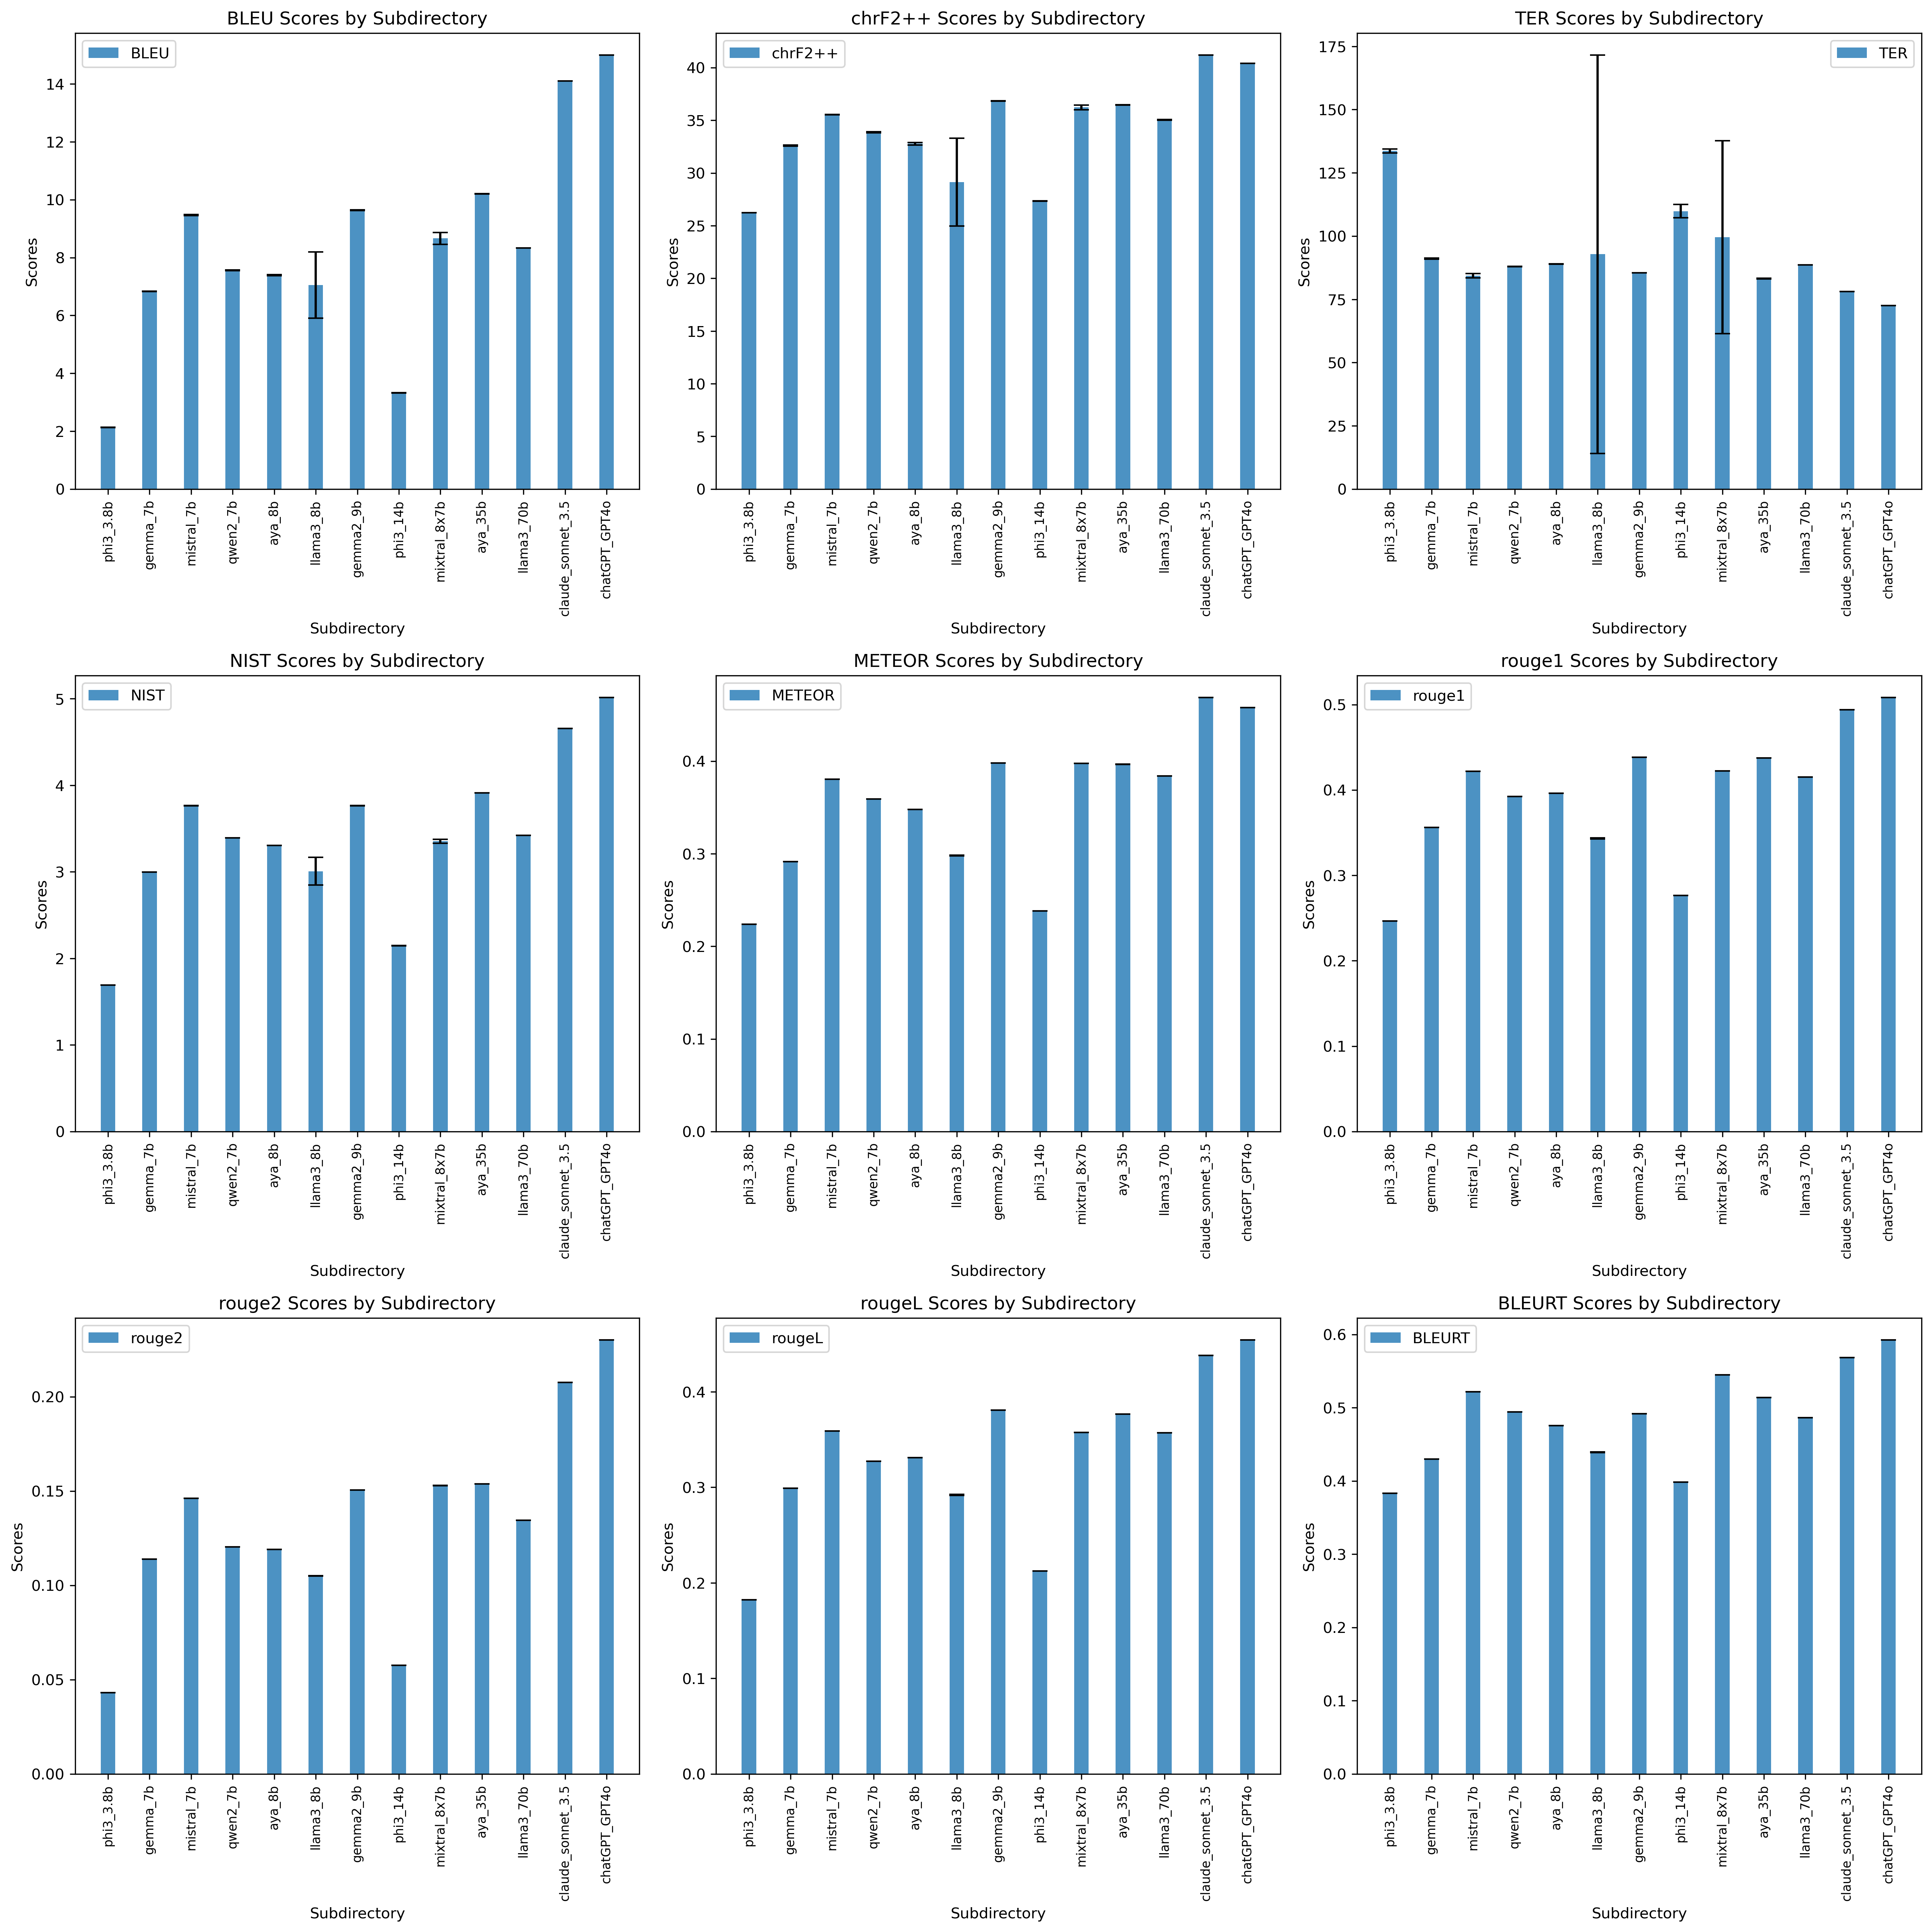 BLEU Scores by Subdirectory
BLEU
Scores
14
12
10
8
6
4
2
0
phi3_3.8b
gemma_7b
mistral_7b
qwen2_7b
aya_8b
llama3_8b
gemma2_9b
phi3_14b
mixtral_8x7b
aya_35b
llama3_70b
claude_sonnet_3.5
chatGPT_GPT4o
Subdirectory
chrF2++ Scores by Subdirectory
chrF2++
Scores
40
35
30
25
20
15
10
5
0
phi3_3.8b
gemma_7b
mistral_7b
qwen2_7b
aya_8b
llama3_8b
gemma2_9b
phi3_14b
mixtral_8x7b
aya_35b
llama3_70b
claude_sonnet_3.5
chatGPT_GPT4o
Subdirectory
TER Scores by Subdirectory
TER
Scores
175
150
125
100
75
50
25
0
phi3_3.8b
gemma_7b
mistral_7b
qwen2_7b
aya_8b
llama3_8b
gemma2_9b
phi3_14b
mixtral_8x7b
aya_35b
llama3_70b
claude_sonnet_3.5
chatGPT_GPT4o
Subdirectory
NIST Scores by Subdirectory
NIST
Scores
5
4
3
2
1
0
phi3_3.8b
gemma_7b
mistral_7b
qwen2_7b
aya_8b
llama3_8b
gemma2_9b
phi3_14b
mixtral_8x7b
aya_35b
llama3_70b
claude_sonnet_3.5
chatGPT_GPT4o
Subdirectory
METEOR Scores by Subdirectory
METEOR
Scores
0.4
0.3
0.2
0.1
0.0
phi3_3.8b
gemma_7b
mistral_7b
qwen2_7b
aya_8b
llama3_8b
gemma2_9b
phi3_14b
mixtral_8x7b
aya_35b
llama3_70b
claude_sonnet_3.5
chatGPT_GPT4o
Subdirectory
rouge1 Scores by Subdirectory
rouge1
Scores
0.5
0.4
0.3
0.2
0.1
0.0
phi3_3.8b
gemma_7b
mistral_7b
qwen2_7b
aya_8b
llama3_8b
gemma2_9b
phi3_14b
mixtral_8x7b
aya_35b
llama3_70b
claude_sonnet_3.5
chatGPT_GPT4o
Subdirectory
rouge2 Scores by Subdirectory
rouge2
Scores
0.20
0.15
0.10
0.05
0.00
phi3_3.8b
gemma_7b
mistral_7b
qwen2_7b
aya_8b
llama3_8b
gemma2_9b
phi3_14b
mixtral_8x7b
aya_35b
llama3_70b
claude_sonnet_3.5
chatGPT_GPT4o
Subdirectory
rougeL Scores by Subdirectory
rougeL
Scores
0.4
0.3
0.2
0.1
0.0
phi3_3.8b
gemma_7b
mistral_7b
qwen2_7b
aya_8b
llama3_8b
gemma2_9b
phi3_14b
mixtral_8x7b
aya_35b
llama3_70b
claude_sonnet_3.5
chatGPT_GPT4o
Subdirectory
BLEURT Scores by Subdirectory
BLEURT
Scores
0.6
0.5
0.4
0.3
0.2
0.1
0.0
phi3_3.8b
gemma_7b
mistral_7b
qwen2_7b
aya_8b
llama3_8b
gemma2_9b
phi3_14b
mixtral_8x7b
aya_35b
llama3_70b
claude_sonnet_3.5
chatGPT_GPT4o
Subdirectory